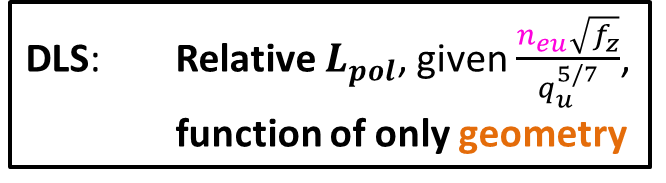 DLS: Relative L_pol, given n_eu√f_z / q_u^5/7,
function of only geometry